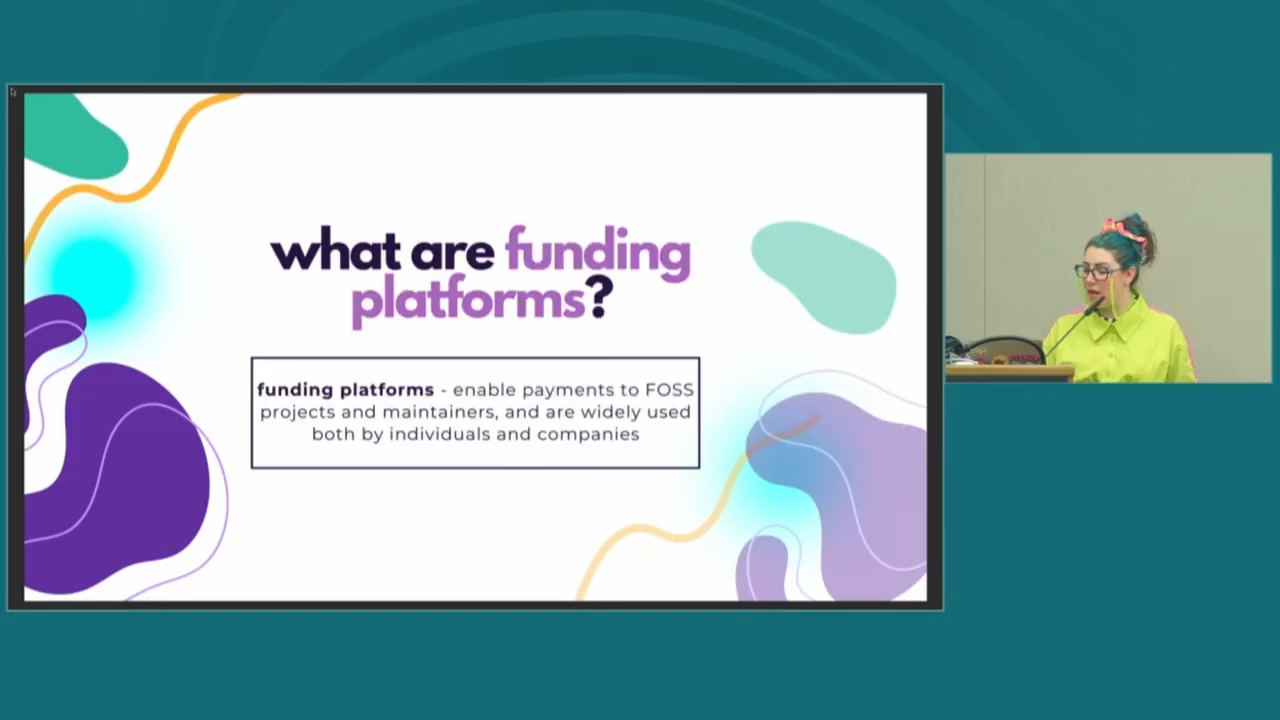 what are funding
platforms?
funding platforms - enable payments to FOSS
projects and maintainers, and are widely used
both by individuals and companies